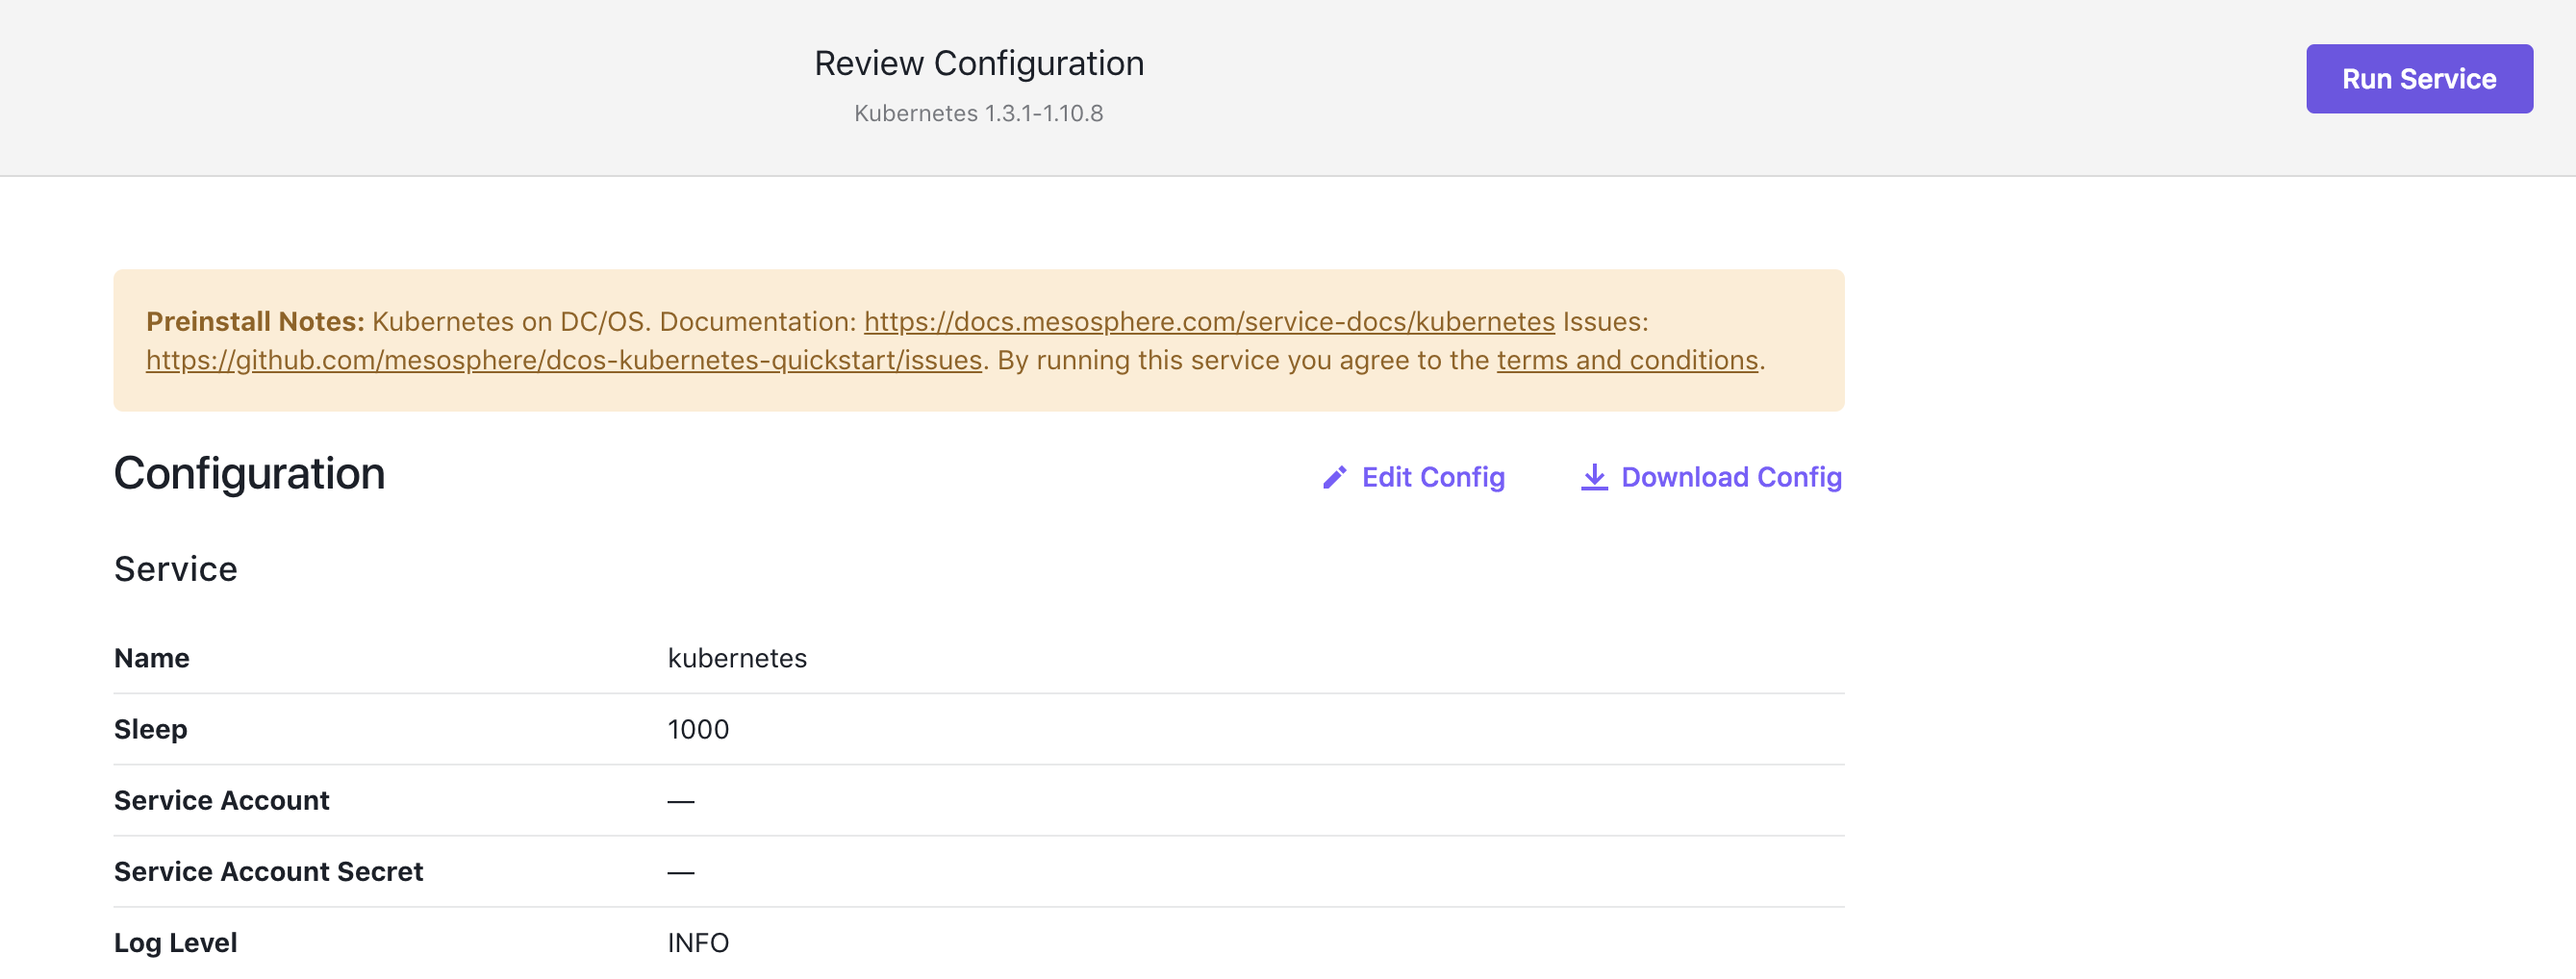 Review Configuration
Kubernetes 1.3.1-1.10.8
Run Service
Preinstall Notes: Kubernetes on DC/OS. Documentation: https://docs.mesosphere.com/service-docs/kubernetes Issues:
https://github.com/mesosphere/dcos-kubernetes-quickstart/issues. By running this service you agree to the terms and conditions.
Configuration
Edit Config
Download Config
Service
Name kubernetes
Sleep 1000
Service Account —
Service Account Secret —
Log Level INFO